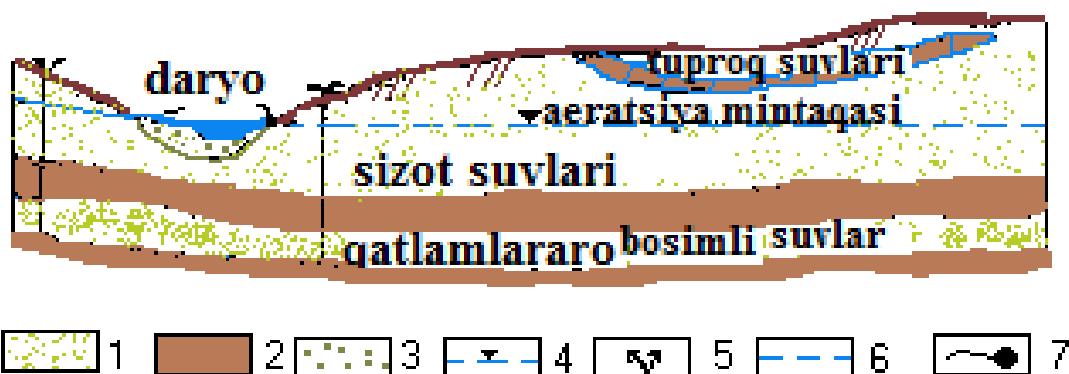 daryo
tuproq suvlari
aeratsiya mintaqasi
sizot suvlari
qatlamlararo bosimli suvlar
1 2 3 4 5 6 7